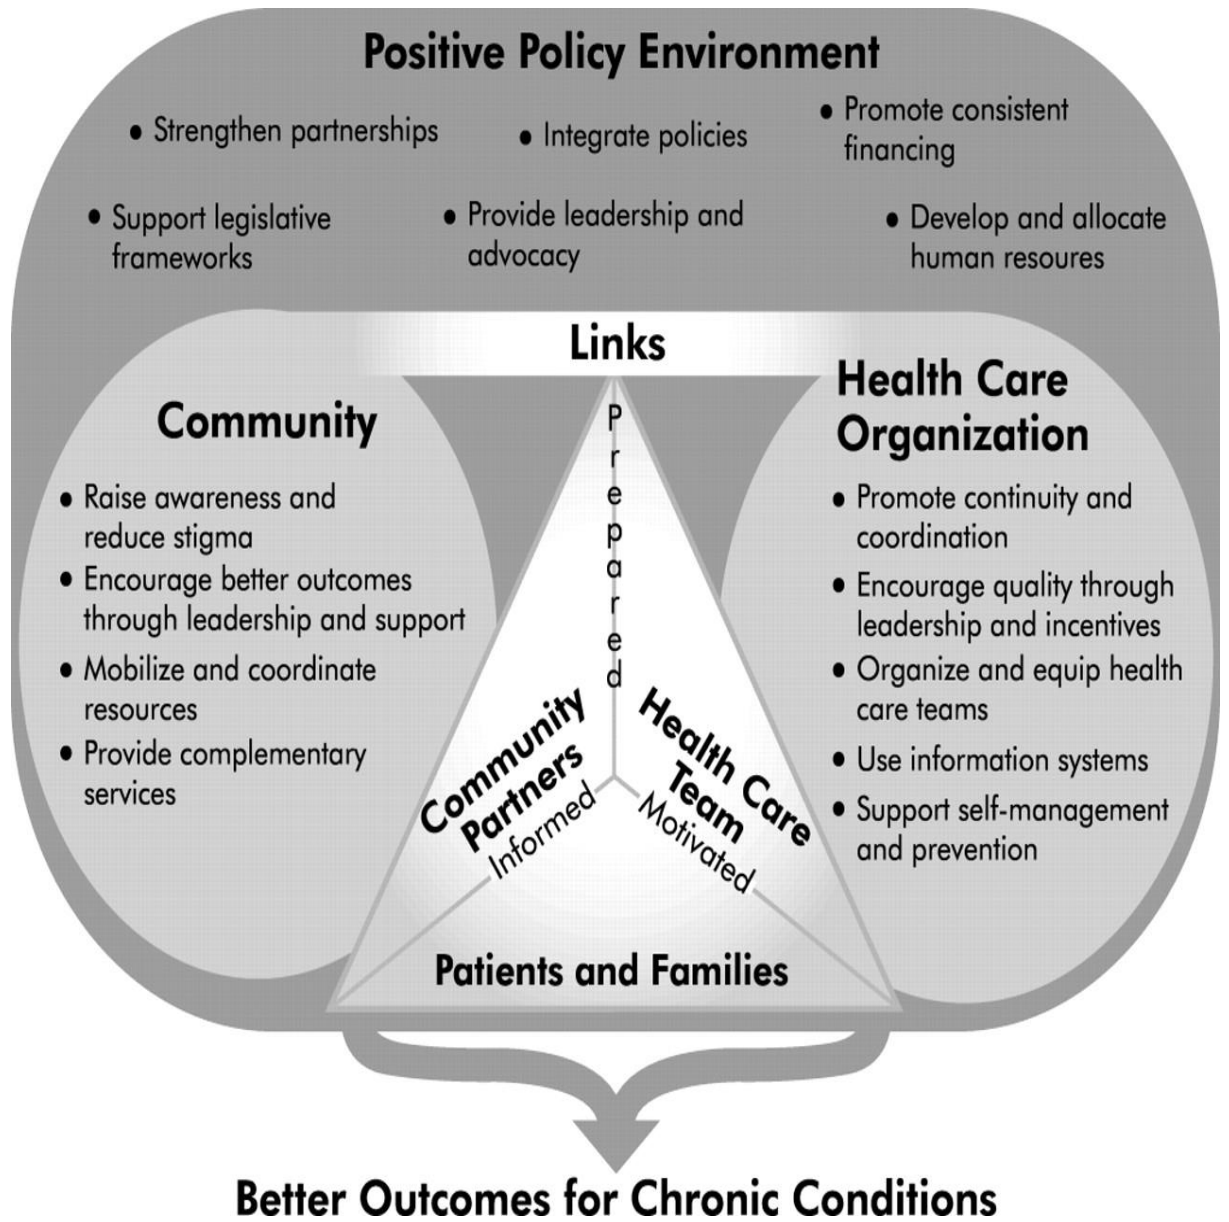 Positive Policy Environment
• Strengthen partnerships
• Integrate policies
• Promote consistent
financing
• Support legislative
frameworks
• Provide leadership and
advocacy
• Develop and allocate
human resoures
Links
Community
• Raise awareness and
reduce stigma
• Encourage better outcomes
through leadership and support
• Mobilize and coordinate
resources
• Provide complementary
services
Prepared
Community
Partners
Informed
Health Care
Team
Motivated
Patients and Families
Health Care
Organization
• Promote continuity and
coordination
• Encourage quality through
leadership and incentives
• Organize and equip health
care teams
• Use information systems
• Support self-management
and prevention
Better Outcomes for Chronic Conditions